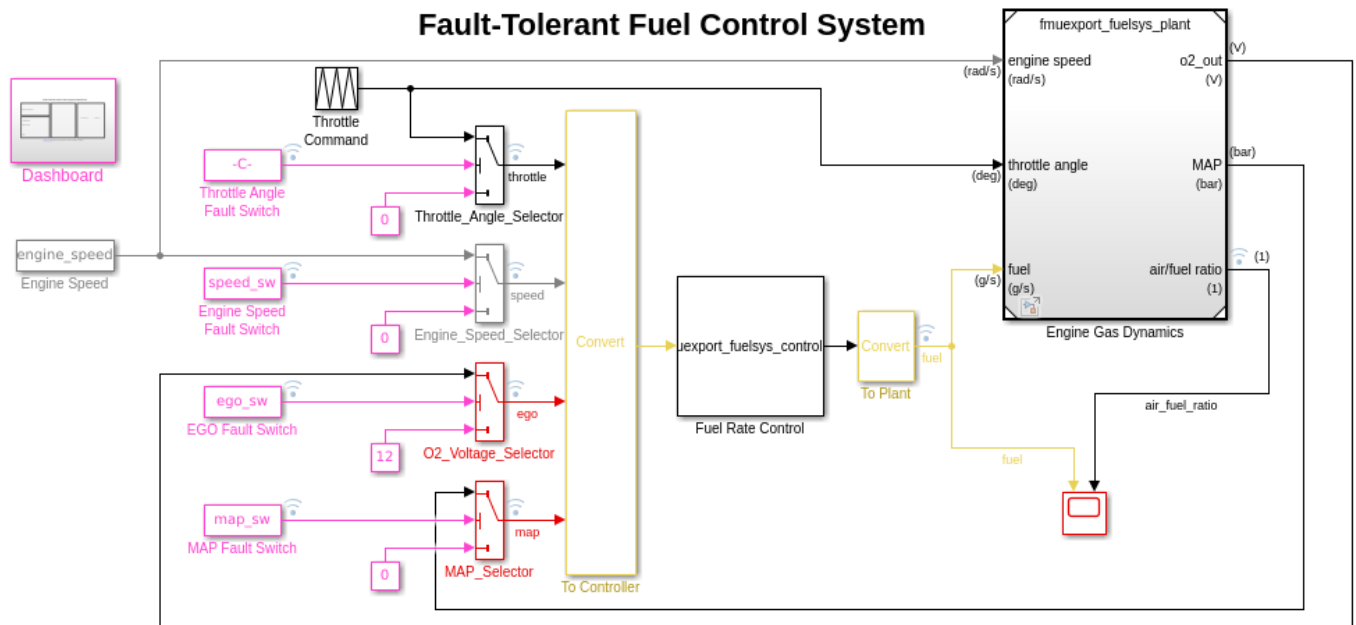 Fault-Tolerant Fuel Control System
fmuexport_fuelsys_plant
engine speed
(rad/s)
(rad/s)
o2_out
(V)
(V)
throttle angle
(deg)
(deg)
MAP
(bar)
(bar)
fuel
(g/s)
(g/s)
air/fuel ratio
(1)
(1)
Engine Gas Dynamics
Dashboard
Throttle
Command
-C-
Throttle Angle
Fault Switch
0
throttle
Throttle_Angle_Selector
engine_speed
Engine Speed
speed_sw
Engine Speed
Fault Switch
0
speed
Engine_Speed_Selector
ego_sw
EGO Fault Switch
12
ego
O2_Voltage_Selector
map_sw
MAP Fault Switch
0
map
MAP_Selector
Convert
To Controller
uexport_fuelsys_control
Fuel Rate Control
Convert
To Plant
fuel
fuel
air_fuel_ratio